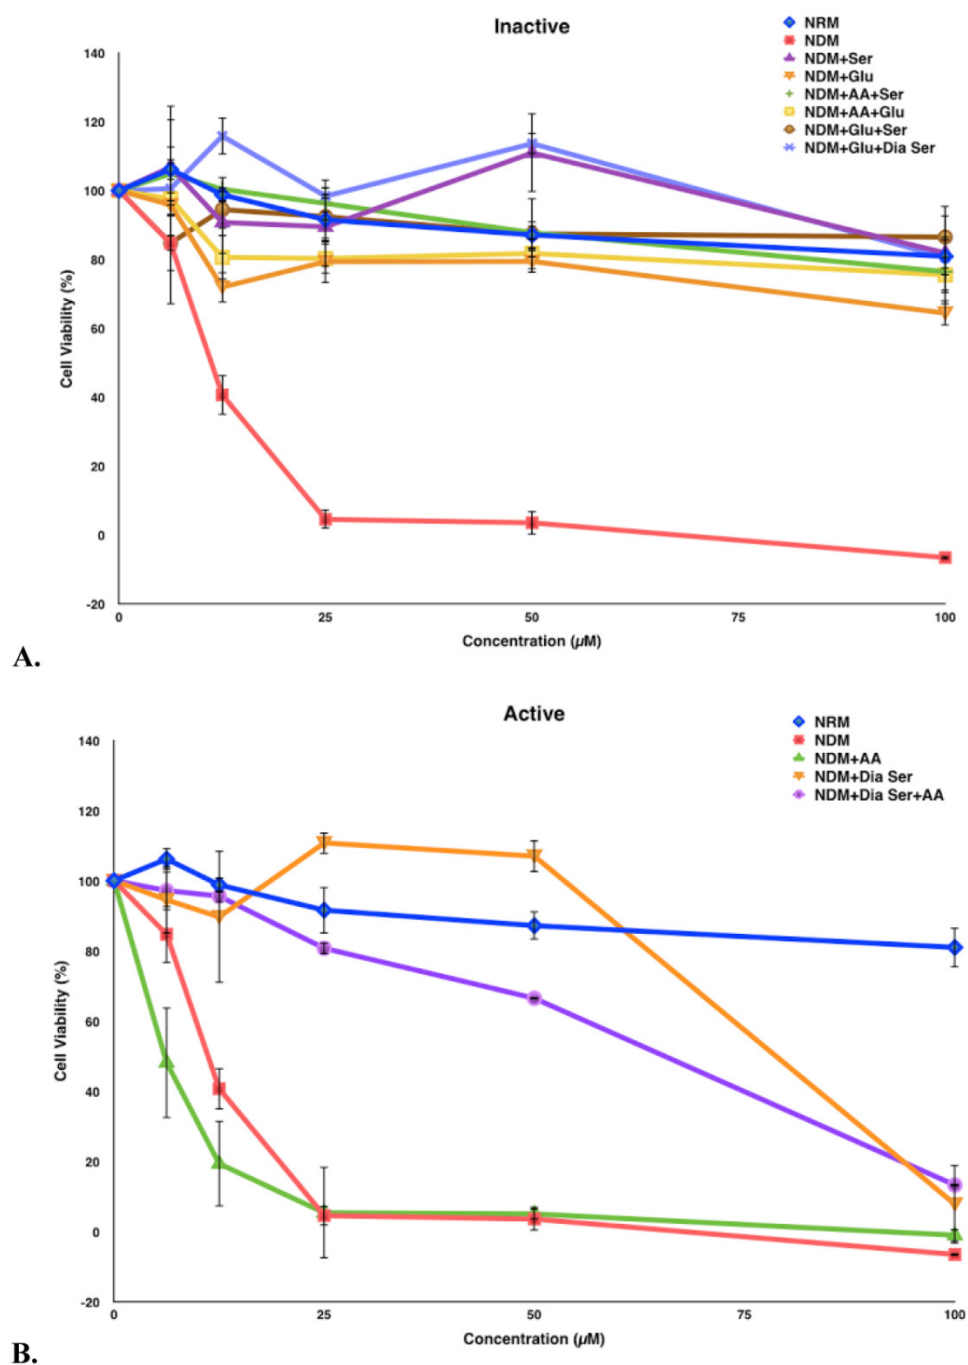 Inactive
NRM
NDM
NDM+Ser
NDM+Glu
NDM+AA+Ser
NDM+AA+Glu
NDM+Glu+Ser
NDM+Glu+Dia Ser
140
120
100
80
60
40
20
0
-20
Cell Viability (%)
0 25 50 75 100
Concentration (µM)
A.
Active
NRM
NDM
NDM+AA
NDM+Dia Ser
NDM+Dia Ser+AA
140
120
100
80
60
40
20
0
-20
Cell Viability (%)
0 25 50 75 100
Concentration (µM)
B.